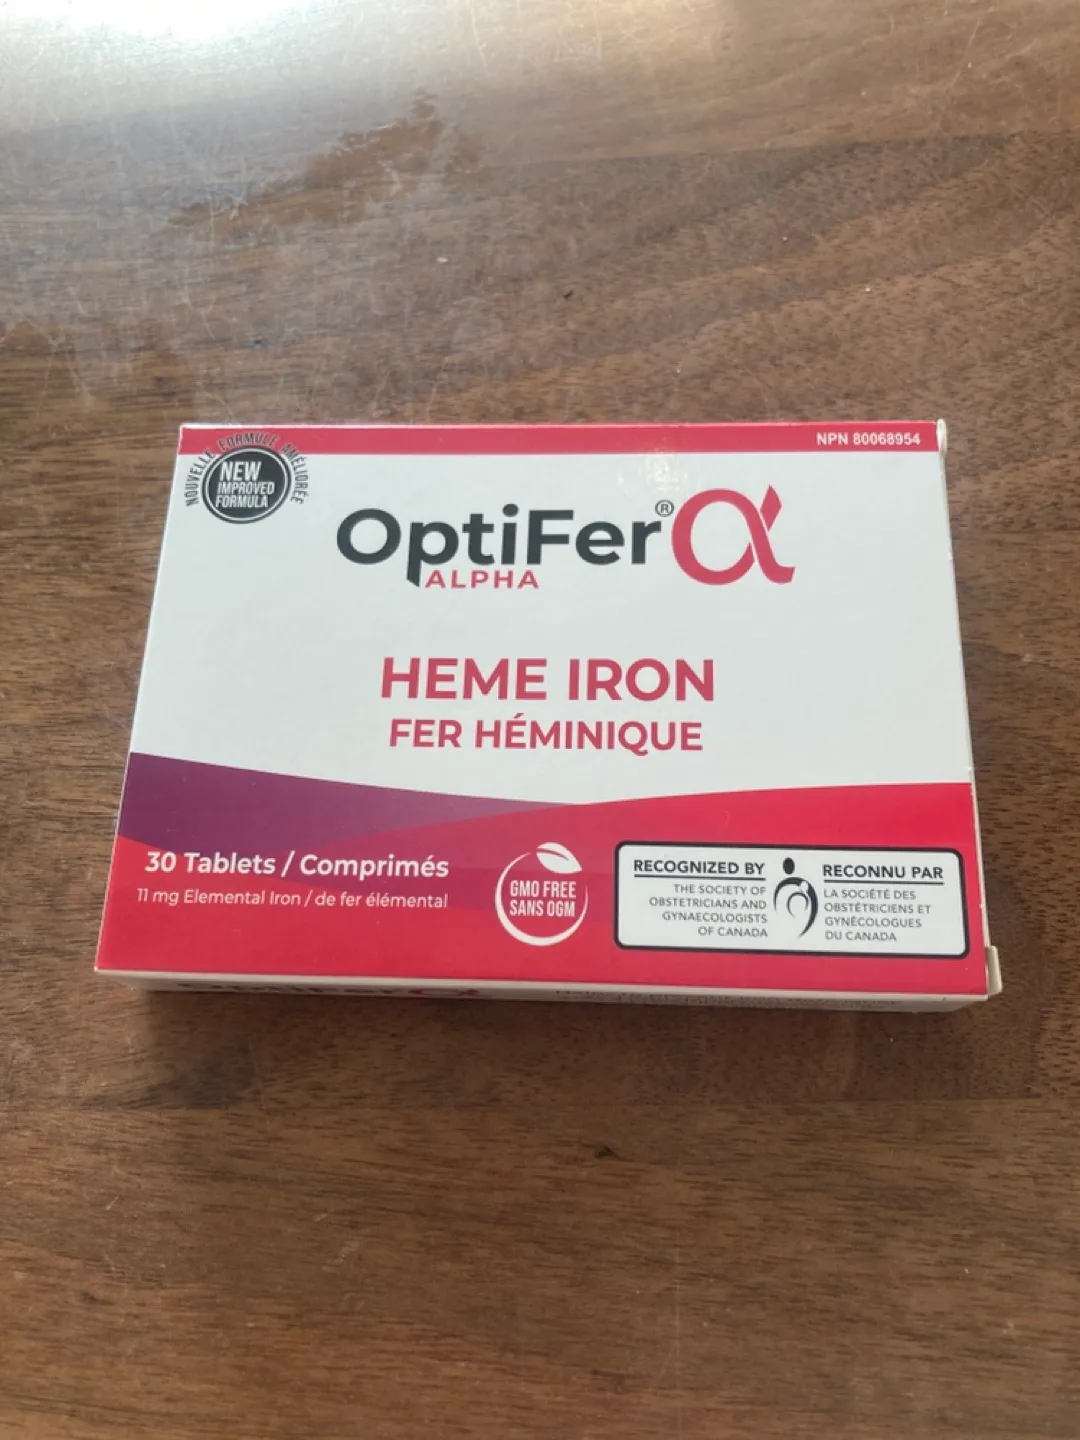 NOUVELLE FORMULE AMÉLIORÉE
NEW
IMPROVED
FORMULA
NPN 80068954
OptiFer® α
ALPHA
HEME IRON
FER HÉMINIQUE
30 Tablets / Comprimés
11 mg Elemental Iron / de fer élémental
GMO FREE
SANS OGM
RECOGNIZED BY
THE SOCIETY OF
OBSTETRICIANS AND
GYNAECOLOGISTS
OF CANADA
RECONNU PAR
LA SOCIÉTÉ DES
OBSTÉTRICIENS ET
GYNÉCOLOGUES
DU CANADA
OptiFer α